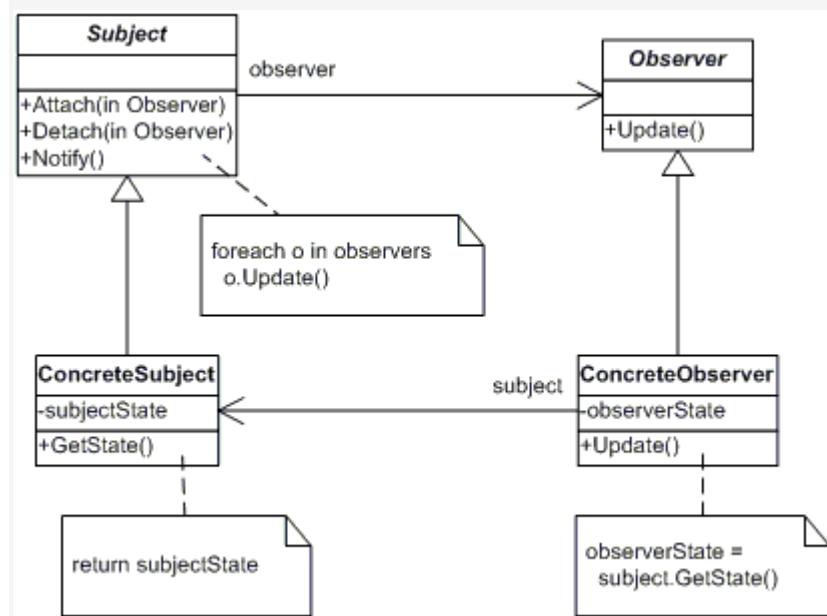 Subject
+Attach(in Observer)
+Detach(in Observer)
+Notify()
observer
Observer
+Update()
foreach o in observers
o.Update()
ConcreteSubject
-subjectState
+GetState()
subject
ConcreteObserver
-observerState
+Update()
return subjectState
observerState =
subject.GetState()